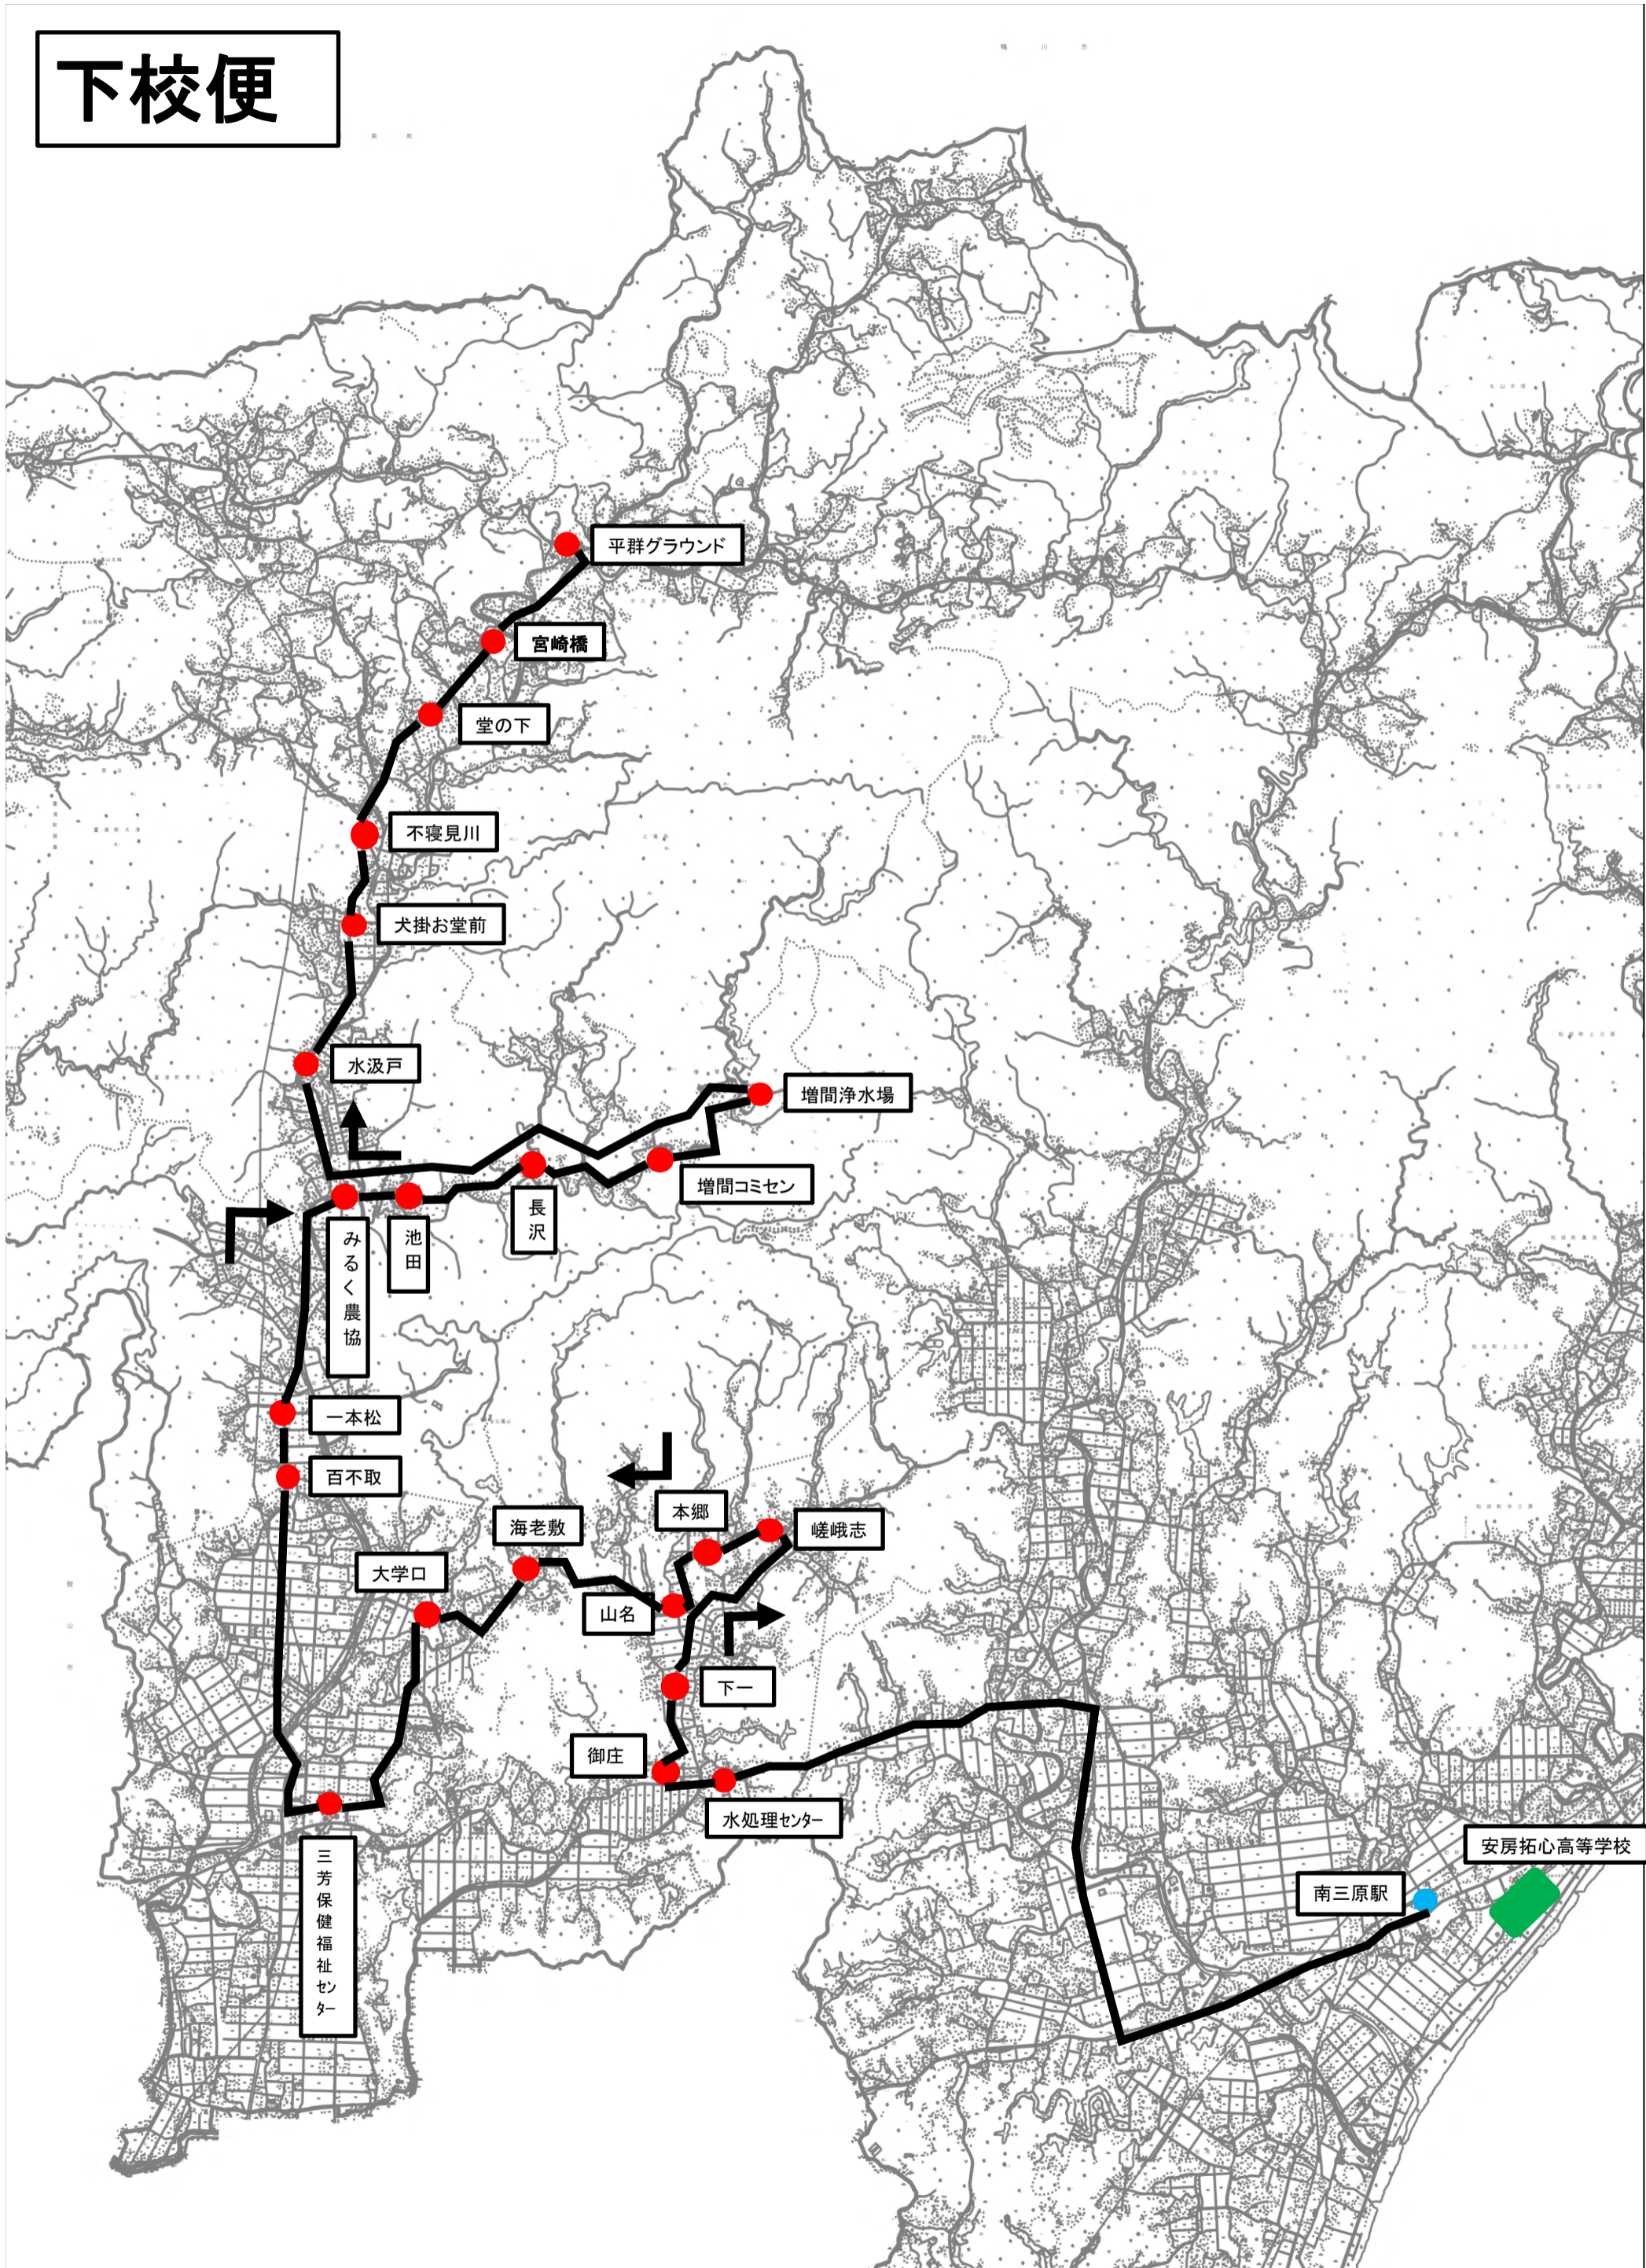 下校便
鴨川市
平群グラウンド
宮崎橋
堂の下
不寝見川
犬掛お堂前
水汲戸
増間浄水場
増間コミセン
長沢
池田
みるく農協
一本松
百不取
海老敷
本郷
嵯峨志
大学口
山名
下一
御庄
水処理センター
安房拓心高等学校
南三原駅
三芳保健福祉センター